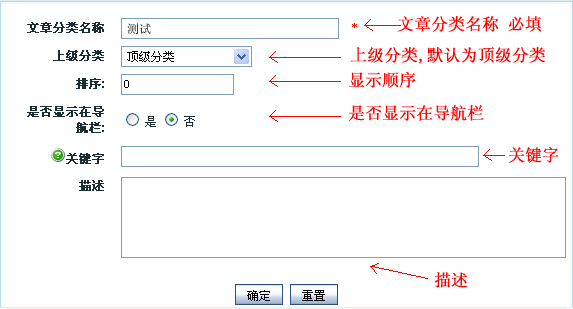 文章分类名称 测试 * 文章分类名称 必填
上级分类 顶级分类 上级分类,默认为顶级分类
排序: 0 显示顺序
是否显示在导航栏: 是 否 是否显示在导航栏
关键字 关键字
描述
描述
确定 重置